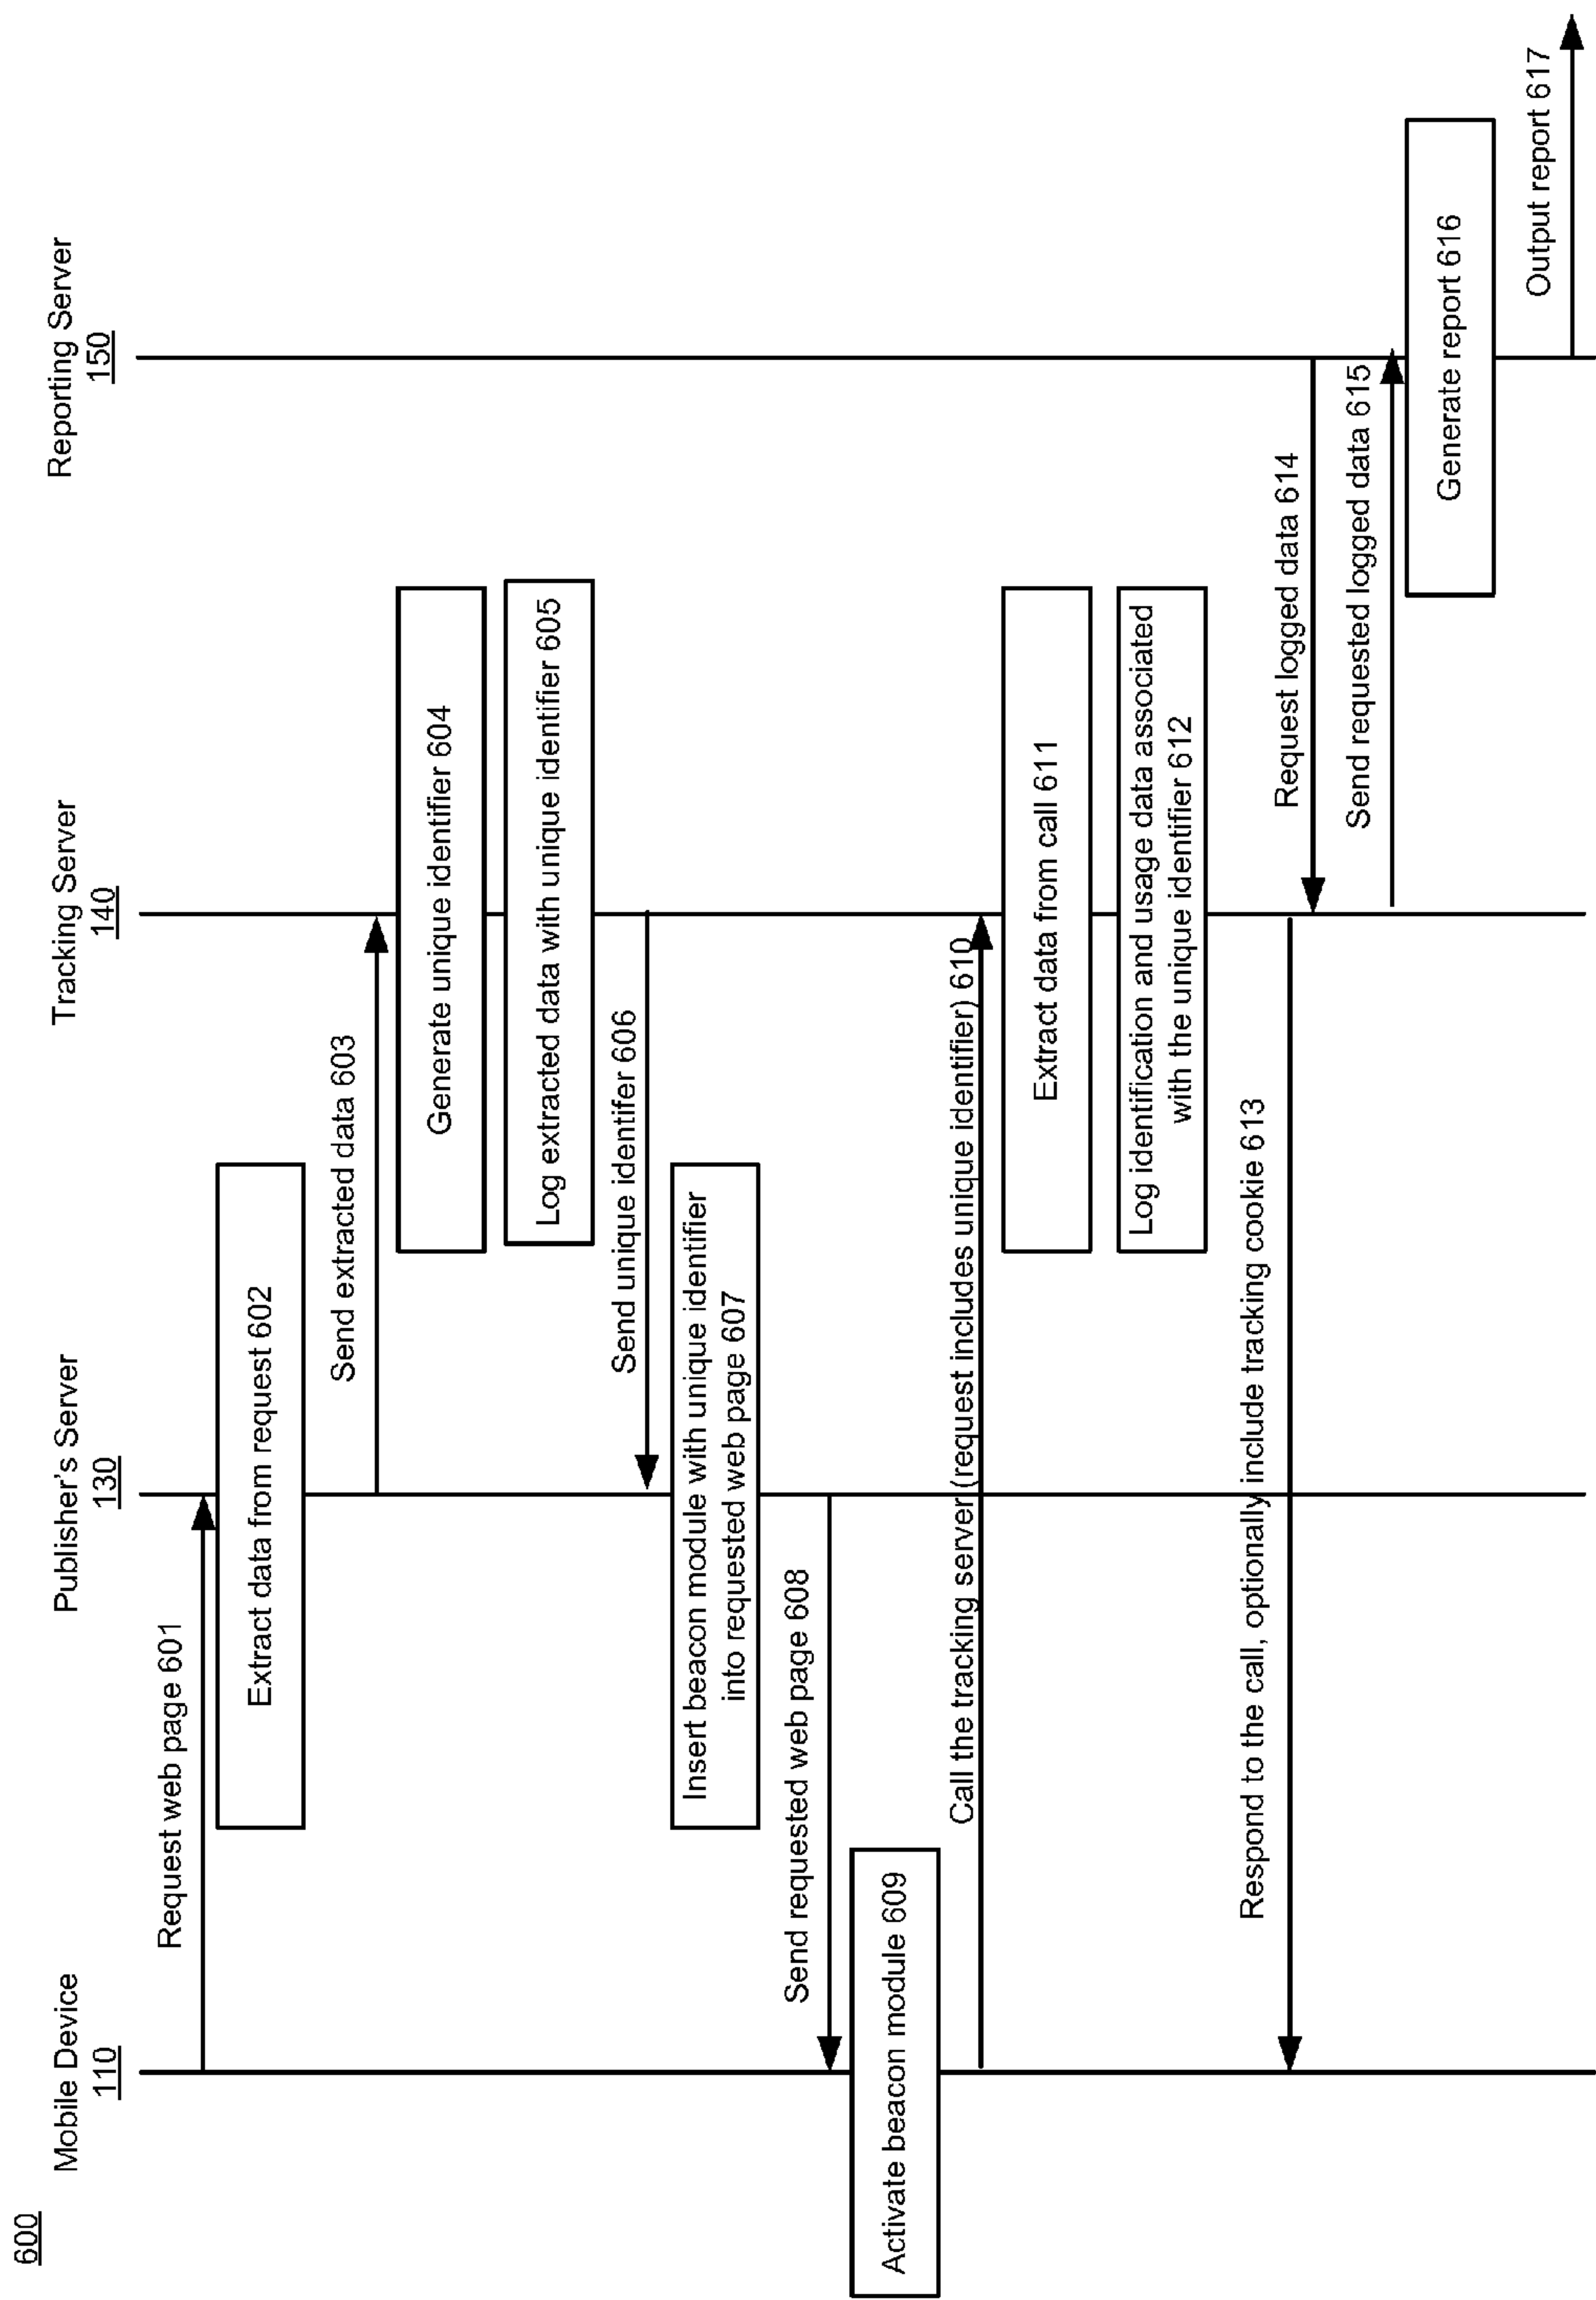 600
Mobile Device
110
Publisher's Server
130
Tracking Server
140
Reporting Server
150
Request web page 601
Extract data from request 602
Send extracted data 603
Generate unique identifier 604
Log extracted data with unique identifier 605
Send unique identifer 606
Insert beacon module with unique identifier
into requested web page 607
Send requested web page 608
Activate beacon module 609
Call the tracking server (request includes unique identifier) 610
Extract data from call 611
Log identification and usage data associated
with the unique identifier 612
Respond to the call, optionally include tracking cookie 613
Request logged data 614
Send requested logged data 615
Generate report 616
Output report 617